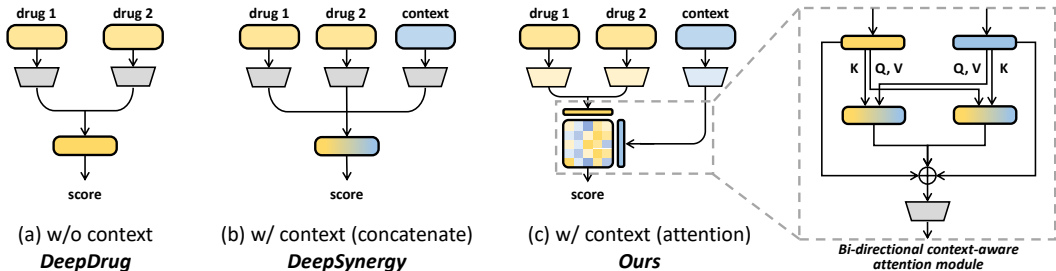 drug 1 drug 2
score
(a) w/o context
DeepDrug
drug 1 drug 2 context
score
(b) w/ context (concatenate)
DeepSynergy
drug 1 drug 2 context
score
(c) w/ context (attention)
Ours
K Q, V Q, V K
Bi-directional context-aware
attention module